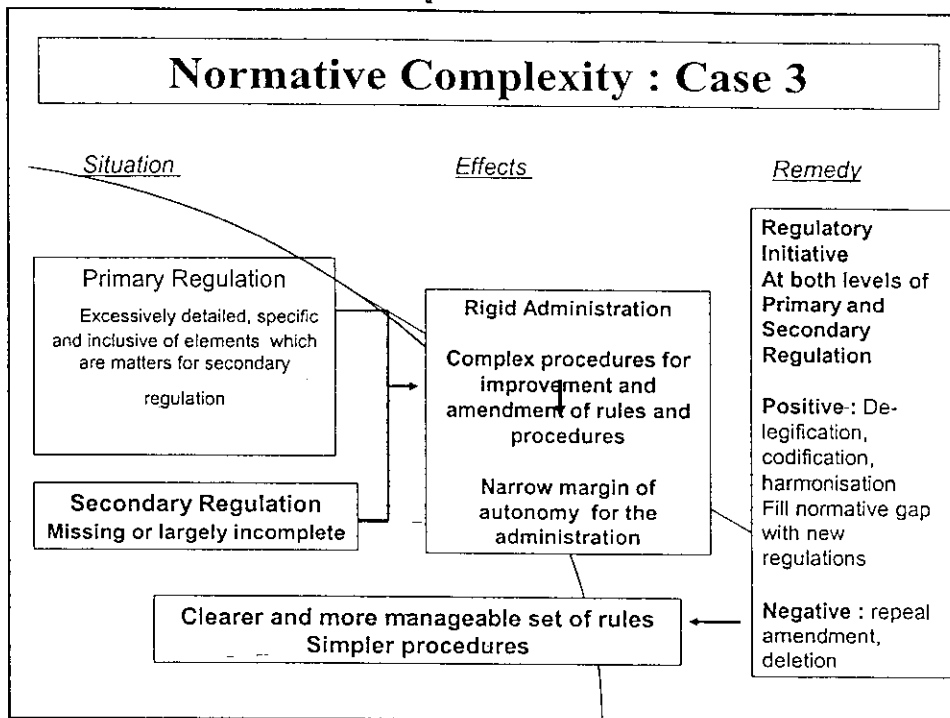 Normative Complexity : Case 3
Situation
Effects
Remedy
Primary Regulation
Excessively detailed, specific
and inclusive of elements which
are matters for secondary
regulation
Secondary Regulation
Missing or largely incomplete
Rigid Administration
Complex procedures for
improvement and
amendment of rules and
procedures
Narrow margin of
autonomy for the
administration
Regulatory
Initiative
At both levels of
Primary and
Secondary
Regulation
Positive : De-
legification,
codification,
harmonisation
Fill normative gap
with new
regulations
Negative : repeal
amendment,
deletion
Clearer and more manageable set of rules
Simpler procedures